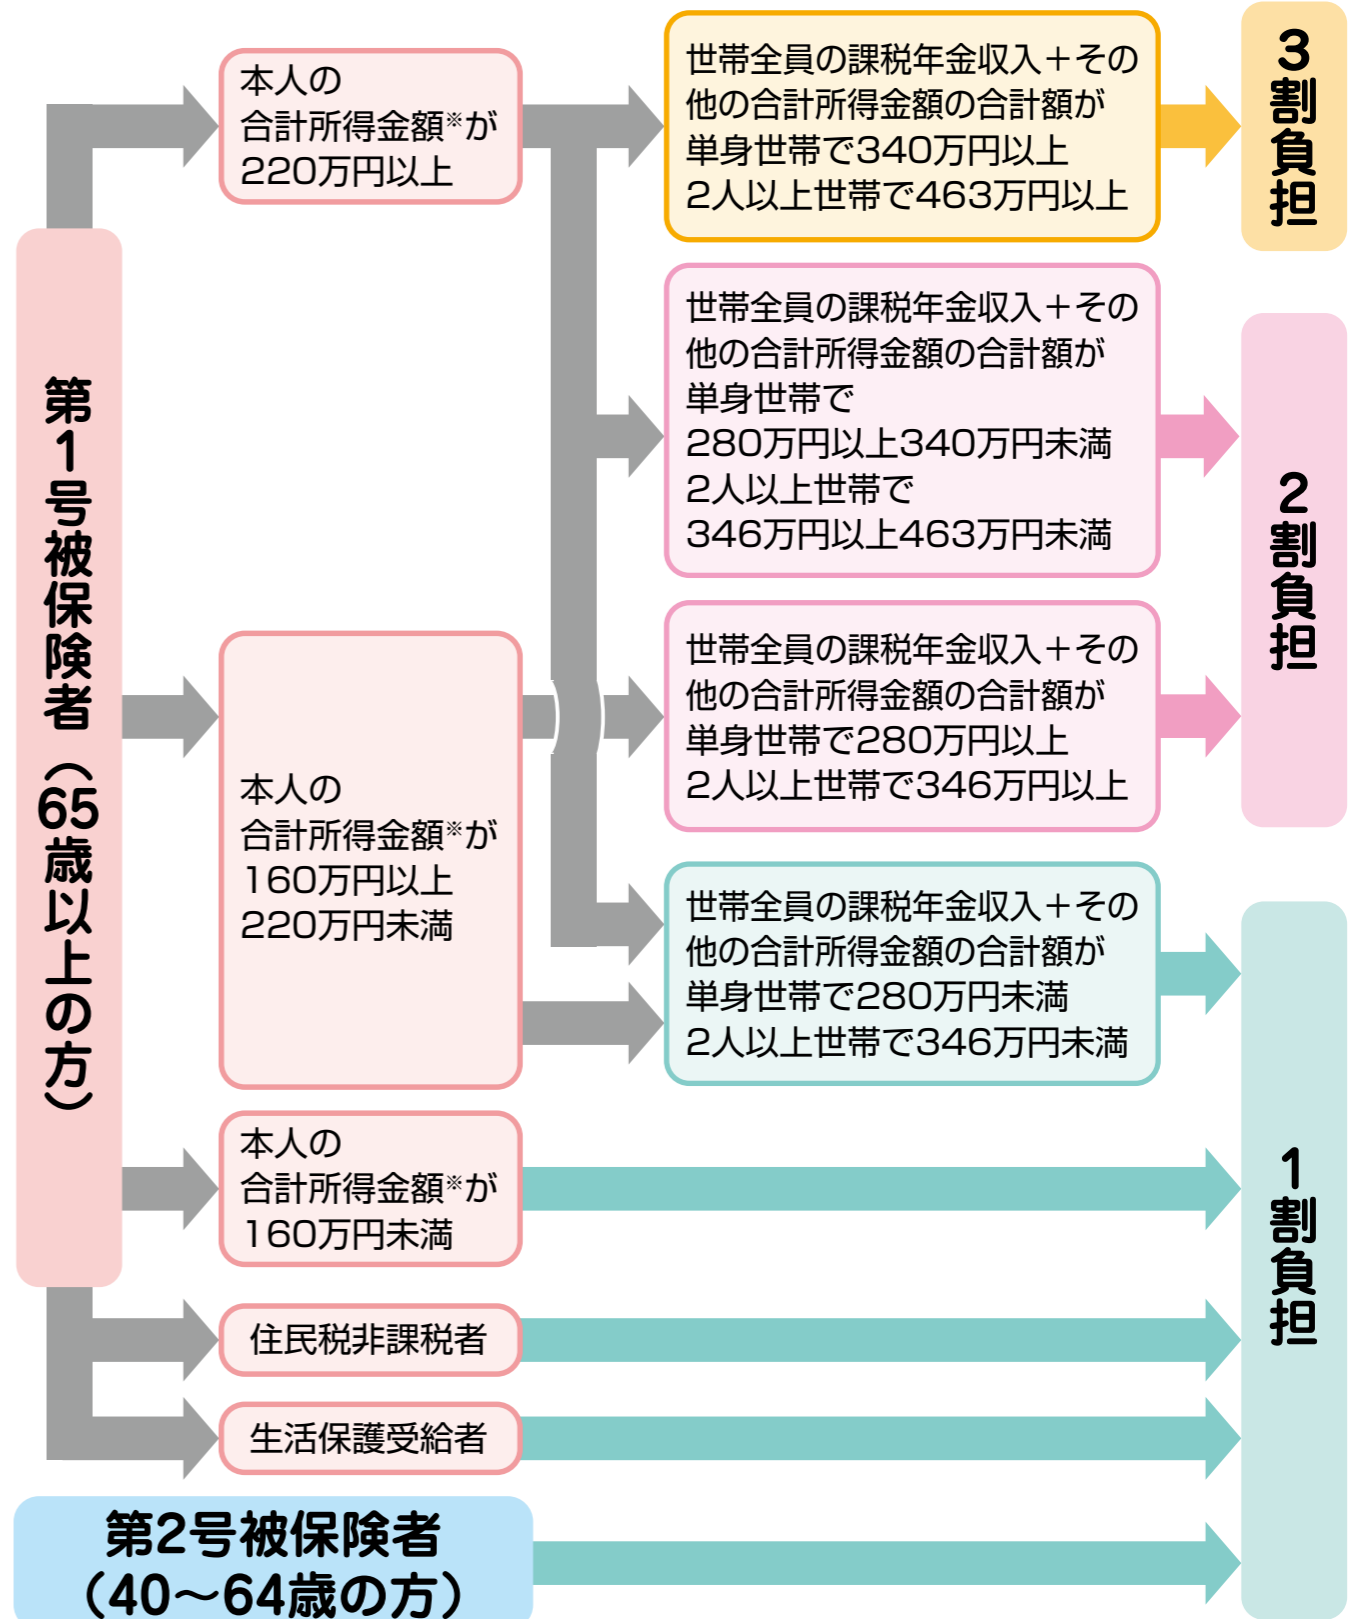 第1号被保険者（65歳以上の方）
本人の
合計所得金額※が
220万円以上
世帯全員の課税年金収入＋その
他の合計所得金額の合計額が
単身世帯で340万円以上
2人以上世帯で463万円以上
3割負担
世帯全員の課税年金収入＋その
他の合計所得金額の合計額が
単身世帯で
280万円以上340万円未満
2人以上世帯で
346万円以上463万円未満
2割負担
本人の
合計所得金額※が
160万円以上
220万円未満
世帯全員の課税年金収入＋その
他の合計所得金額の合計額が
単身世帯で280万円以上
2人以上世帯で346万円以上
世帯全員の課税年金収入＋その
他の合計所得金額の合計額が
単身世帯で280万円未満
2人以上世帯で346万円未満
1割負担
本人の
合計所得金額※が
160万円未満
住民税非課税者
生活保護受給者
第2号被保険者
（40～64歳の方）